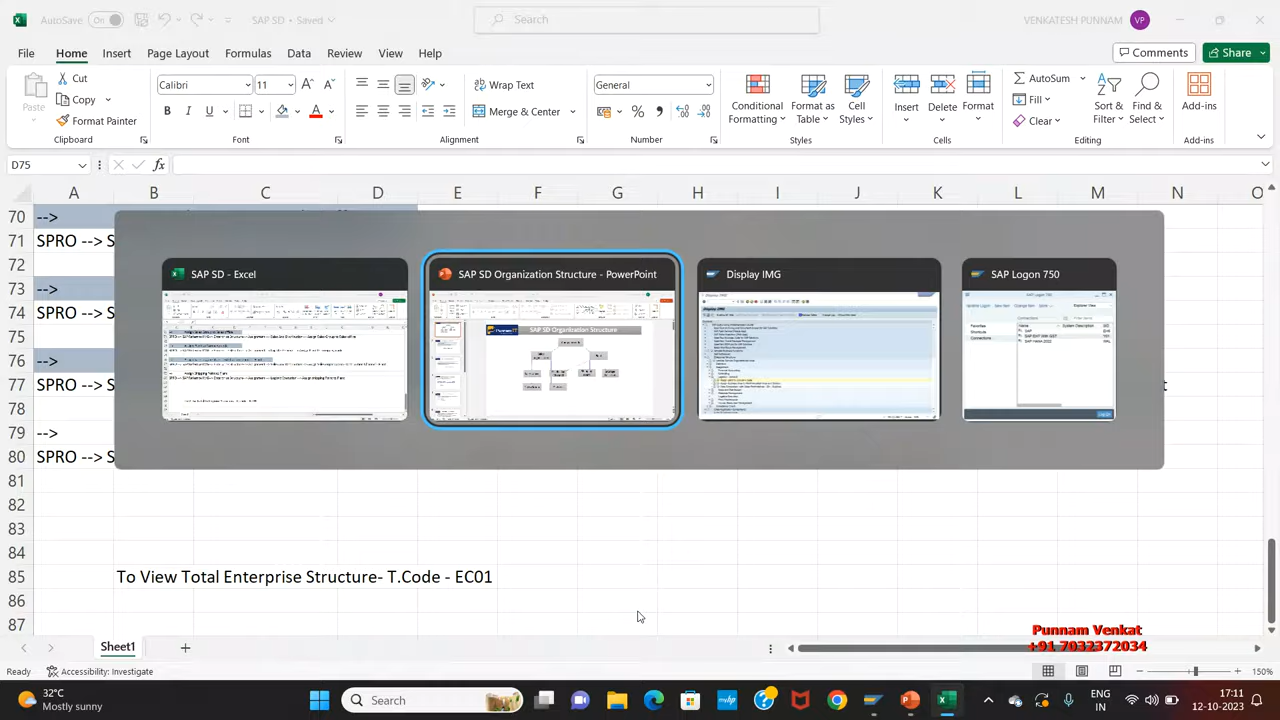 AutoSave On SAP SD • Saved Search VENKATESH PUNNAM VP
File Home Insert Page Layout Formulas Data Review View Help Comments Share
Paste Cut Copy Format Painter
Calibri 11
B I U
Wrap Text
Merge & Center
General
Conditional Formatting
Format as Table
Cell Styles
Insert Delete Format
AutoSum
Fill
Clear
Sort & Filter
Find & Select
Add-ins
Clipboard Font Alignment Number Styles Cells Editing Add-ins
D75 fx
A B C D E F G H I J K L M N O
70 -->
71 SPRO --> S
72
73 -->
74 SPRO --> S
75
76 -->
77 SPRO --> S
78
79 -->
80 SPRO --> S
81
82
83
84
85 To View Total Enterprise Structure- T.Code - EC01
86
87
SAP SD - Excel
SAP SD Organization Structure - PowerPoint
SAP SD Organization Structure
Display IMG
SAP Logon 750
Sheet1
Punnam Venkat
+91 7032372034
Ready Accessibility: Investigate 150%
32°C
Mostly sunny
Search
ENG
IN
17:11
12-10-2023